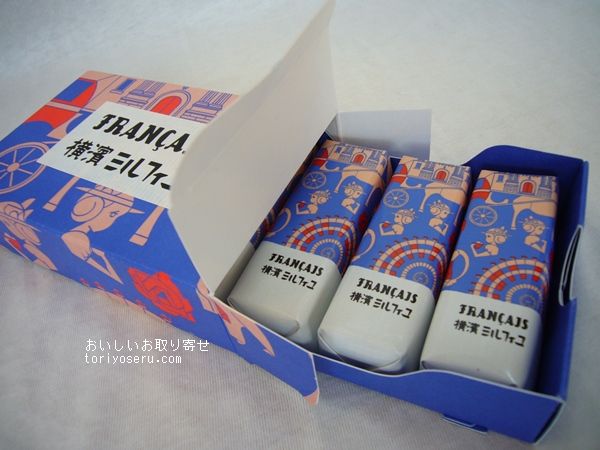 FRANÇAIS
横濱ミルフィユ
FRANÇAIS
横濱 ミルフィユ
FRANÇAIS
横濱 ミルフィユ
FRANÇAIS
横濱 ミルフィユ
おいしいお取り寄せ
toriyoseru.com